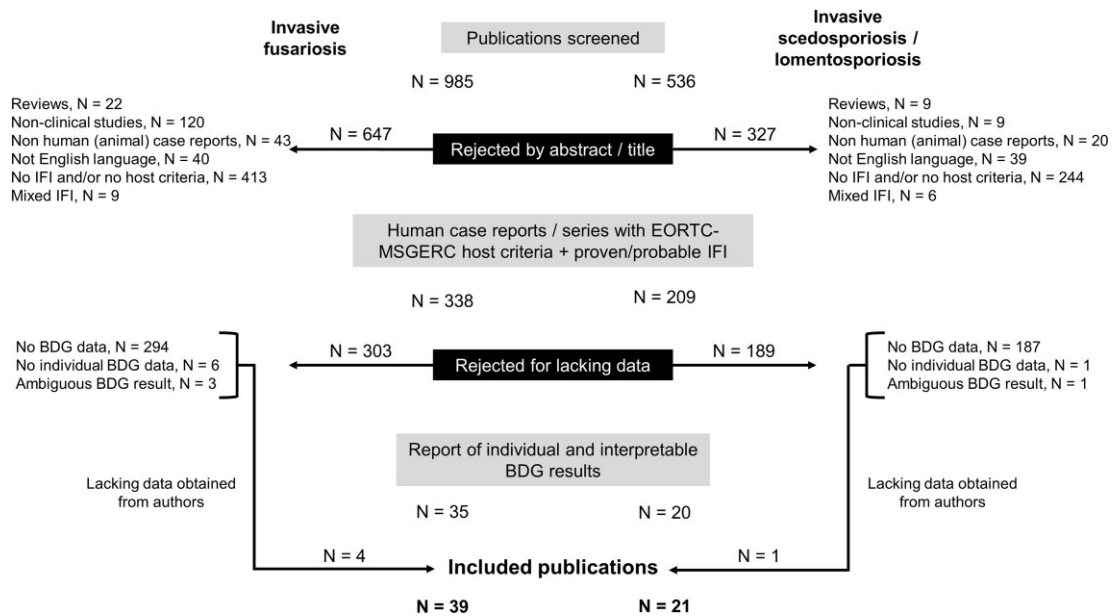 Invasive
fusariosis
Publications screened
Invasive
scedosporiosis /
lomentosporiosis
N = 985
N = 536
Reviews, N = 22
Non-clinical studies, N = 120
Non human (animal) case reports, N = 43
Not English language, N = 40
No IFI and/or no host criteria, N = 413
Mixed IFI, N = 9
N = 647
Rejected by abstract / title
N = 327
Reviews, N = 9
Non-clinical studies, N = 9
Non human (animal) case reports, N = 20
Not English language, N = 39
No IFI and/or no host criteria, N = 244
Mixed IFI, N = 6
Human case reports / series with EORTC-
MSGERC host criteria + proven/probable IFI
N = 338
N = 209
No BDG data, N = 294
No individual BDG data, N = 6
Ambiguous BDG result, N = 3
N = 303
Rejected for lacking data
N = 189
No BDG data, N = 187
No individual BDG data, N = 1
Ambiguous BDG result, N = 1
Report of individual and interpretable
BDG results
Lacking data obtained
from authors
Lacking data obtained
from authors
N = 35
N = 20
N = 4
Included publications
N = 1
N = 39
N = 21